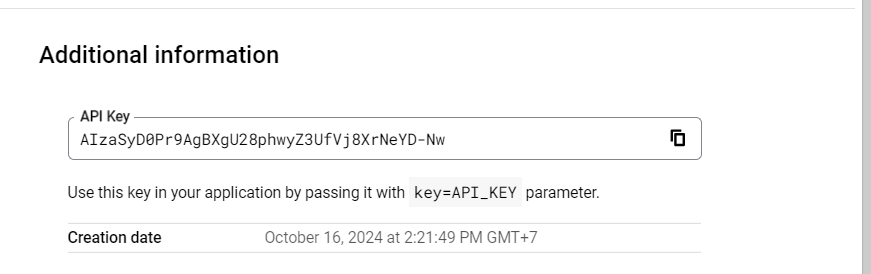 Additional information
API Key
AIzaSyD0Pr9AgBXgU28phwyZ3UfVj8XrNeYD-Nw
Use this key in your application by passing it with key=API_KEY parameter.
Creation date October 16, 2024 at 2:21:49 PM GMT+7